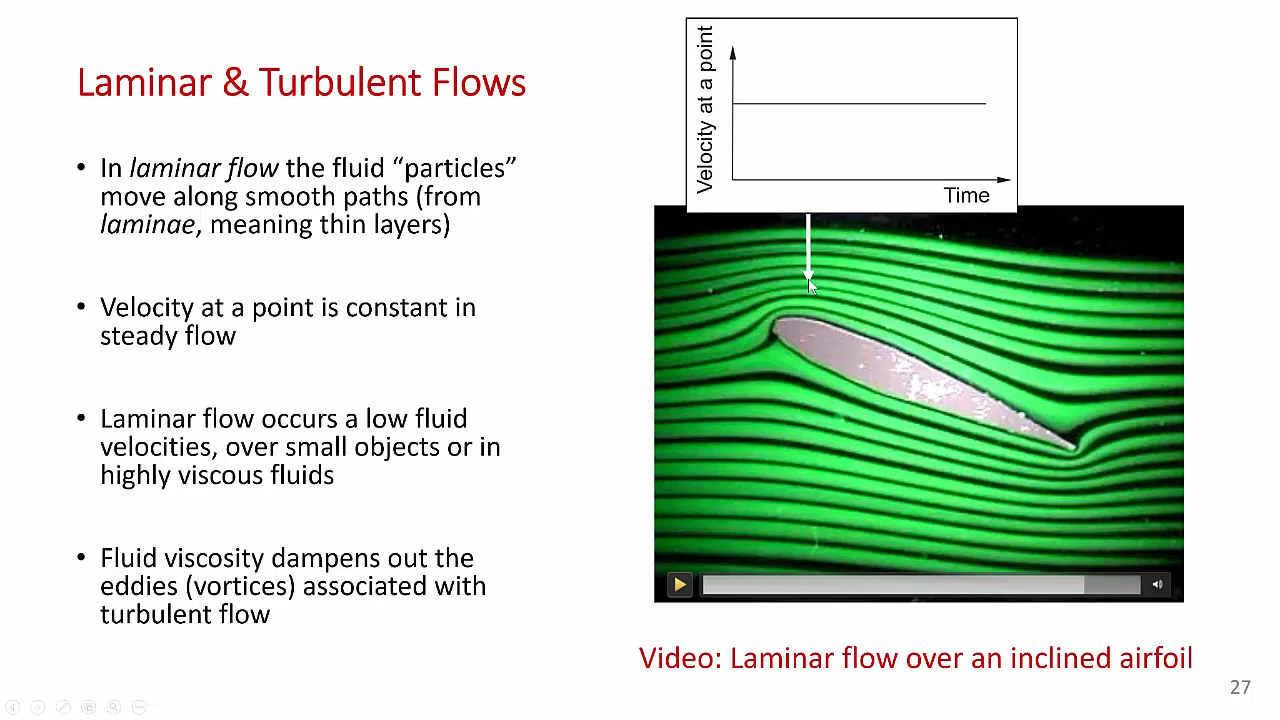 Laminar & Turbulent Flows
• In laminar flow the fluid “particles”
move along smooth paths (from
laminae, meaning thin layers)
• Velocity at a point is constant in
steady flow
• Laminar flow occurs a low fluid
velocities, over small objects or in
highly viscous fluids
• Fluid viscosity dampens out the
eddies (vortices) associated with
turbulent flow
Velocity at a point
Time
Video: Laminar flow over an inclined airfoil
27